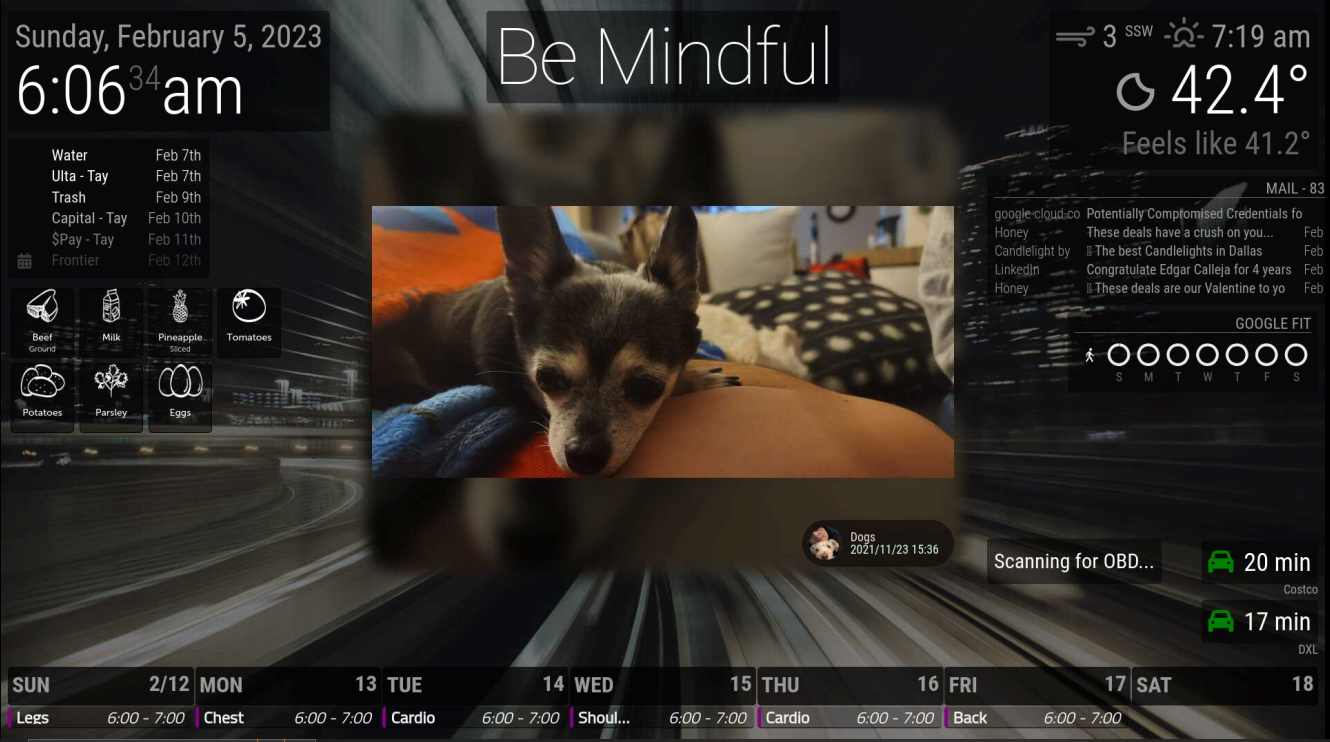 Sunday, February 5, 2023
6:06 34 am
Water Feb 7th
Ulta - Tay Feb 7th
Trash Feb 9th
Capital - Tay Feb 10th
$Pay - Tay Feb 11th
Frontier Feb 12th
Beef Milk Pineapple Tomatoes
Ground Sliced
Potatoes Parsley Eggs
Be Mindful
Dogs
2021/11/23 15:36
3 SSW 7:19 am
42.4°
Feels like 41.2°
MAIL - 83
google-cloud-co Potentially Compromised Credentials fo
Honey These deals have a crush on you... Feb
Candlelight by The best Candlelights in Dallas Feb
LinkedIn Congratulate Edgar Calleja for 4 years Feb
Honey These deals are our Valentine to yo Feb
GOOGLE FIT
S M T W T F S
Scanning for OBD...
20 min
Costco
17 min
DXL
SUN 2/12 MON 13 TUE 14 WED 15 THU 16 FRI 17 SAT 18
Legs 6:00 - 7:00 Chest 6:00 - 7:00 Cardio 6:00 - 7:00 Shoul... 6:00 - 7:00 Cardio 6:00 - 7:00 Back 6:00 - 7:00